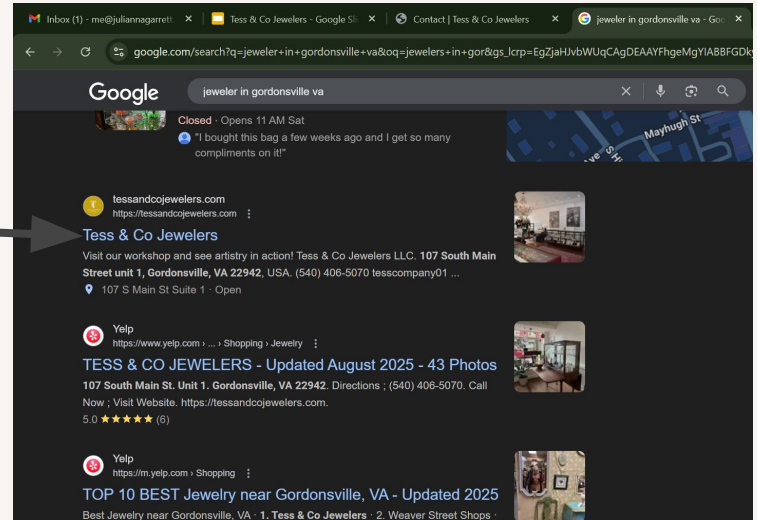 Inbox (1) - me@juliannagarrett
Tess & Co Jewelers - Google Sli
Contact | Tess & Co Jewelers
jeweler in gordonsville va - Goo
google.com/search?q=jeweler+in+gordonsville+va&oq=jewelers+in+gor&gs_lcrp=EgZjaHJvbWUqCAgDEAAYFhgeMgYIABBFGDk
Google
jeweler in gordonsville va
Closed · Opens 11 AM Sat
"I bought this bag a few weeks ago and I get so many
compliments on it!"
Mayhugh St
Ave
S
tessandcojewelers.com
https://tessandcojewelers.com
Tess & Co Jewelers
Visit our workshop and see artistry in action! Tess & Co Jewelers LLC. 107 South Main
Street unit 1, Gordonsville, VA 22942, USA. (540) 406-5070 tesscompany01 ...
107 S Main St Suite 1 · Open
Yelp
https://www.yelp.com › ... › Shopping › Jewelry
TESS & CO JEWELERS - Updated August 2025 - 43 Photos
107 South Main St. Unit 1. Gordonsville, VA 22942. Directions ; (540) 406-5070. Call
Now ; Visit Website. https://tessandcojewelers.com.
5.0 ★★★★★ (6)
Yelp
https://m.yelp.com › Shopping
TOP 10 BEST Jewelry near Gordonsville, VA - Updated 2025
Best Jewelry near Gordonsville, VA · 1. Tess & Co Jewelers · 2. Weaver Street Shops ·